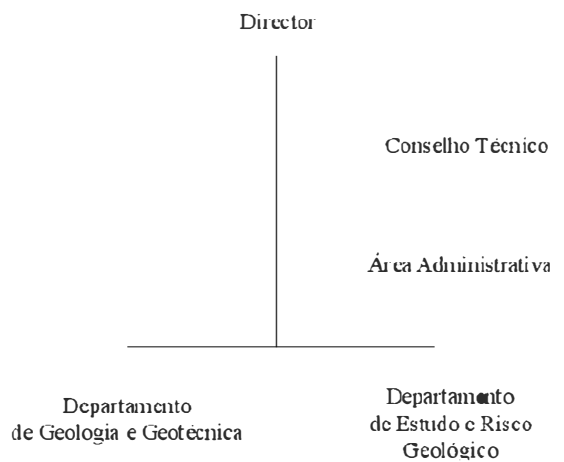 Director
Conselho Técnico
Área Administrativa
Departamento
de Geologia e Geotécnica
Departamento
de Estudo e Risco
Geológico